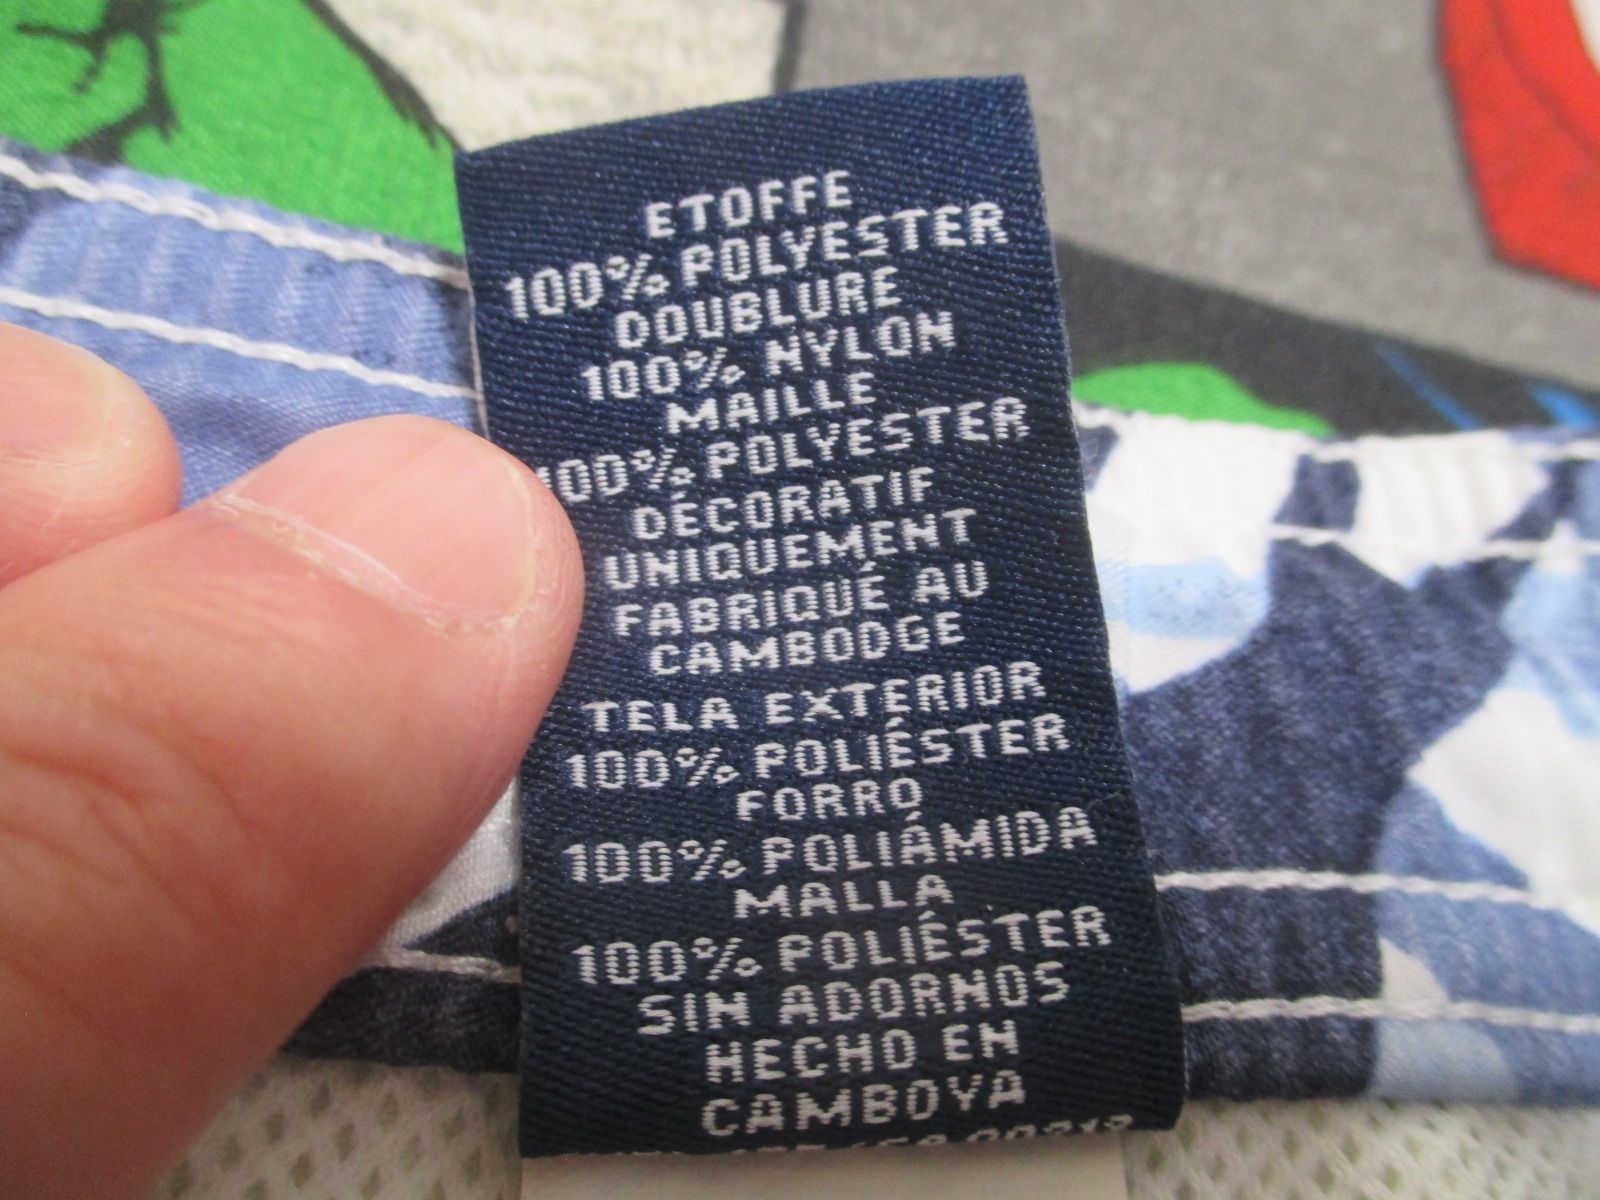 ETOFFE
100% POLYESTER
DOUBLURE
100% NYLON
MAILLE
100% POLYESTER
DÉCORATIF
UNIQUEMENT
FABRIQUÉ AU
CAMBODGE
TELA EXTERIOR
100% POLIÉSTER
FORRO
100% POLIÁMIDA
MALLA
100% POLIÉSTER
SIN ADORNOS
HECHO EN
CAMBOYA